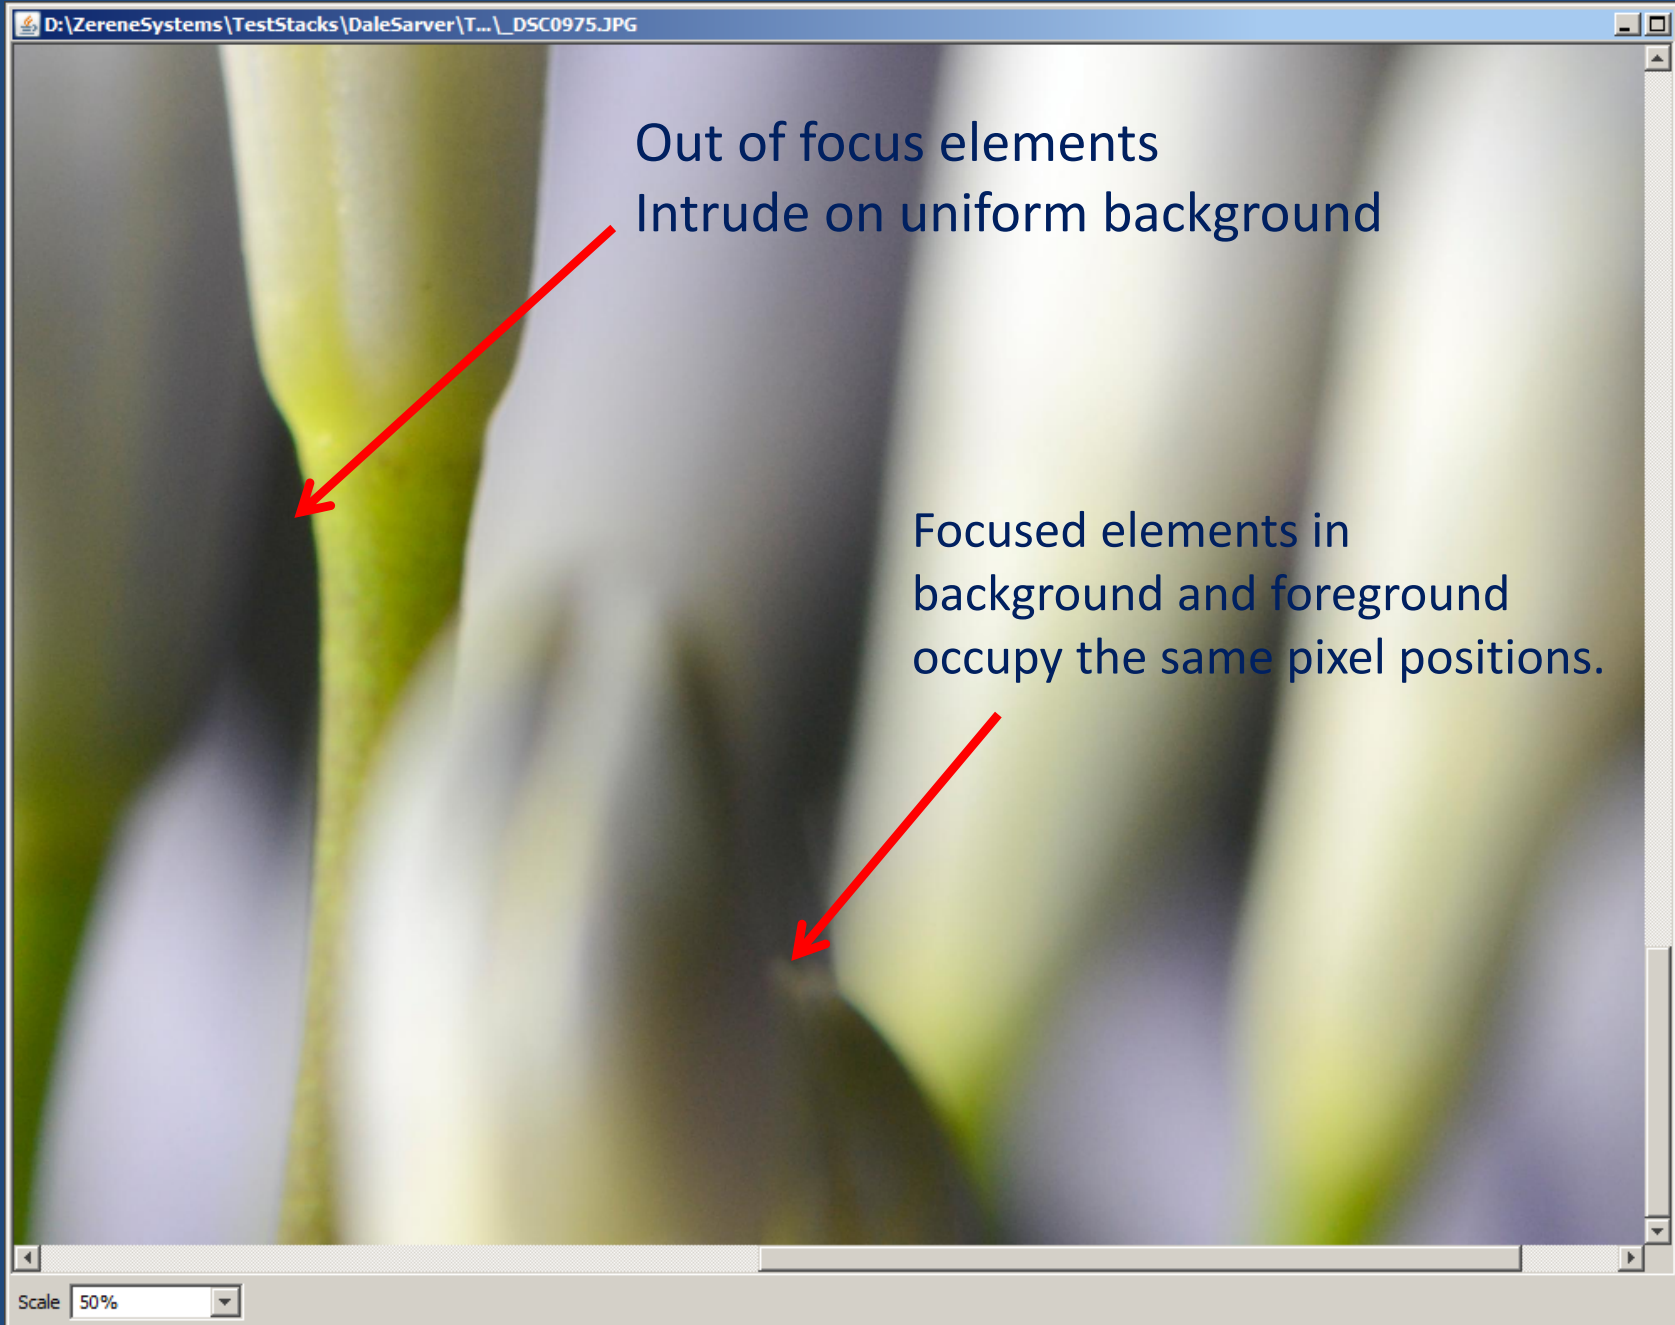 D:\ZereneSystems\TestStacks\DaleSarver\T...\_DSC0975.JPG
Out of focus elements
Intrude on uniform background
Focused elements in
background and foreground
occupy the same pixel positions.
Scale 50%